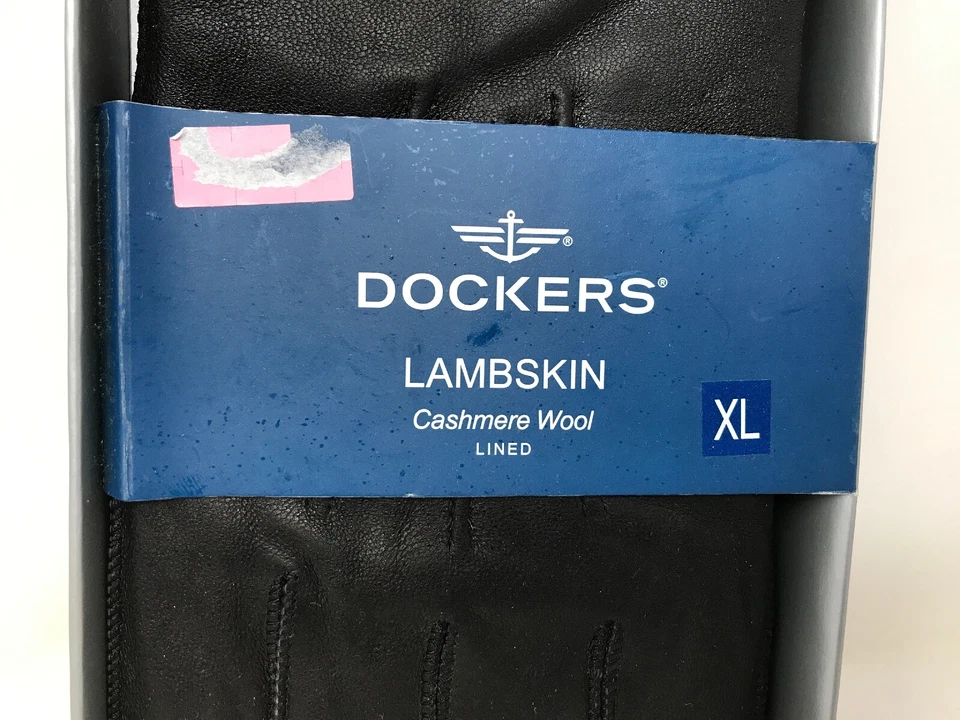 ®
DOCKERS®
LAMBSKIN
Cashmere Wool
LINED
XL